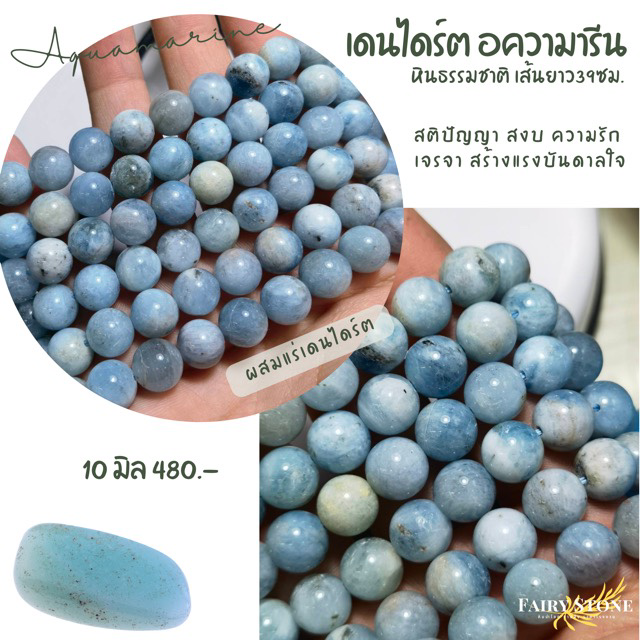 Aquamarine
เดนไดร์ต อความารีน
หินธรรมชาติ เส้นยาว39ซม.
สติปัญญา สงบ ความรัก
เจรจา สร้างแรงบันดาลใจ
ผสมแร่เดนไดร์ต
10 มิล 480.-
FAIRY STONE